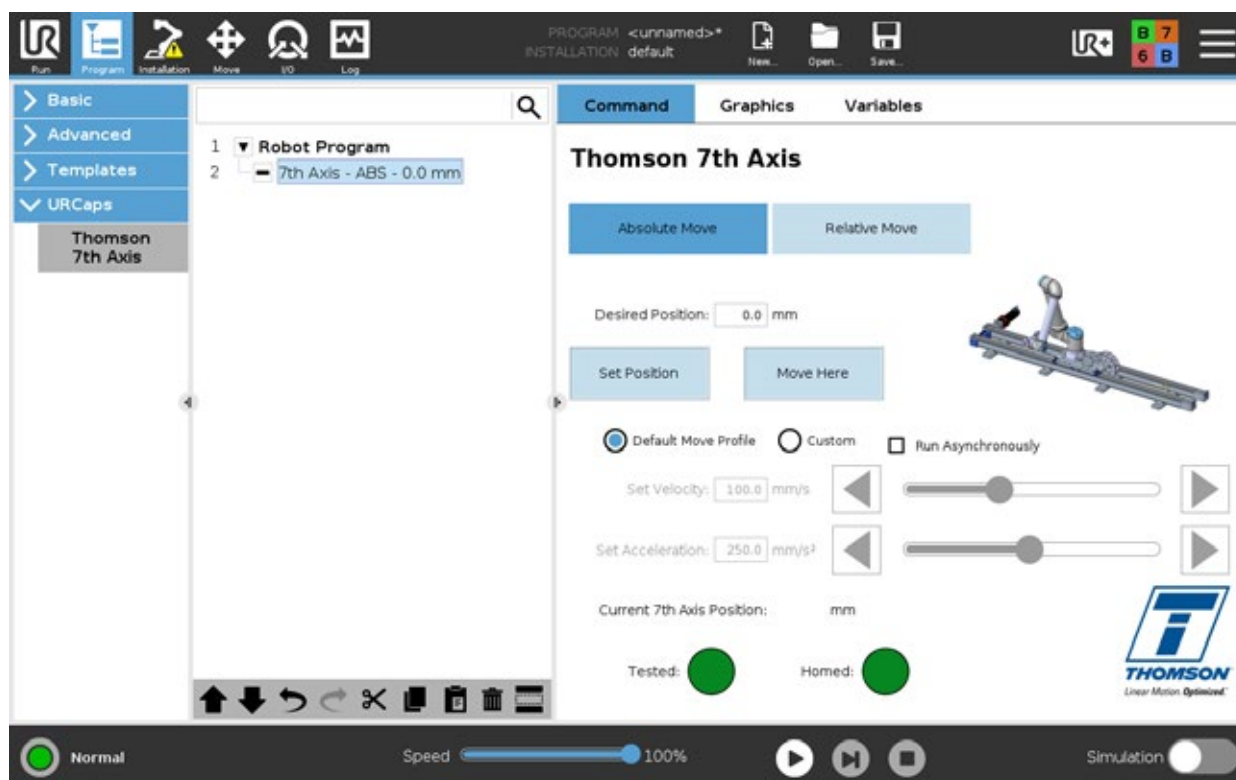 UR
Run
Program
Installation
Move
I/O
Log
PROGRAM <unnamed>*
INSTALLATION default
New...
Open...
Save...
UR+
B 7
6 B
Basic
Advanced
Templates
URCaps
Thomson
7th Axis
1 Robot Program
2 7th Axis - ABS - 0.0 mm
Command Graphics Variables
Thomson 7th Axis
Absolute Move Relative Move
Desired Position: 0.0 mm
Set Position Move Here
Default Move Profile Custom Run Asynchronously
Set Velocity: 100.0 mm/s
Set Acceleration: 250.0 mm/s²
Current 7th Axis Position: mm
Tested: Homed:
THOMSON
Linear Motion. Optimized.
Normal
Speed 100%
Simulation